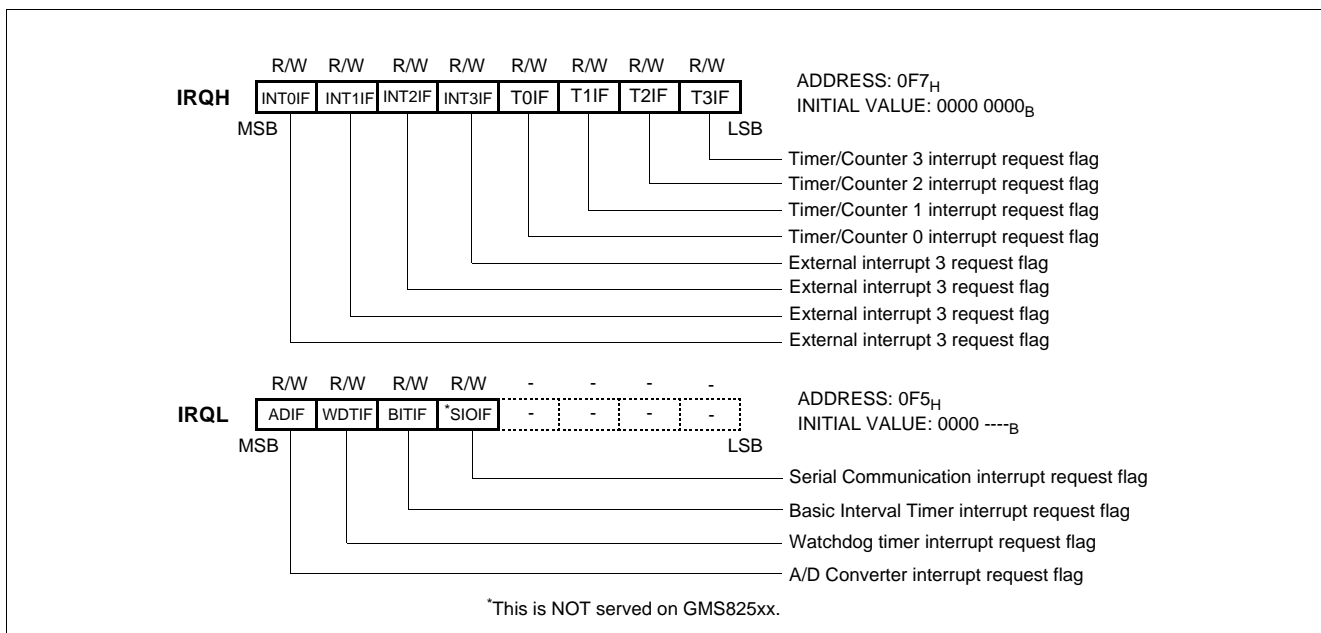 R/W R/W R/W R/W R/W R/W R/W R/W
IRQH INT0IF INT1IF INT2IF INT3IF T0IF T1IF T2IF T3IF
MSB LSB
ADDRESS: 0F7H
INITIAL VALUE: 0000 0000B
Timer/Counter 3 interrupt request flag
Timer/Counter 2 interrupt request flag
Timer/Counter 1 interrupt request flag
Timer/Counter 0 interrupt request flag
External interrupt 3 request flag
External interrupt 3 request flag
External interrupt 3 request flag
External interrupt 3 request flag
R/W R/W R/W R/W - - - -
IRQL ADIF WDTIF BITIF *SIOIF - - - -
MSB LSB
ADDRESS: 0F5H
INITIAL VALUE: 0000 ----B
Serial Communication interrupt request flag
Basic Interval Timer interrupt request flag
Watchdog timer interrupt request flag
A/D Converter interrupt request flag
*This is NOT served on GMS825xx.